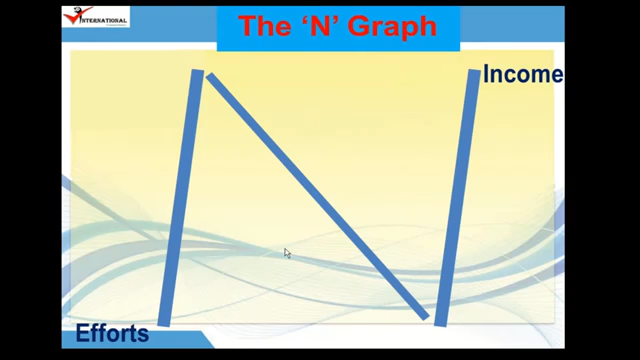 The ‘N’ Graph
INTERNATIONAL
Income
Efforts